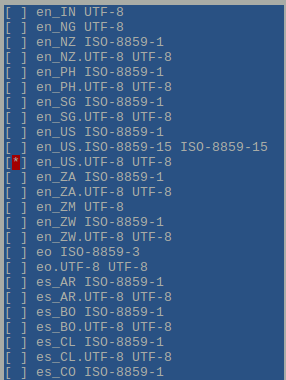 [ ] en_IN UTF-8
[ ] en_NG UTF-8
[ ] en_NZ ISO-8859-1
[ ] en_NZ.UTF-8 UTF-8
[ ] en_PH ISO-8859-1
[ ] en_PH.UTF-8 UTF-8
[ ] en_SG ISO-8859-1
[ ] en_SG.UTF-8 UTF-8
[ ] en_US ISO-8859-1
[ ] en_US.ISO-8859-15 ISO-8859-15
[*] en_US.UTF-8 UTF-8
[ ] en_ZA ISO-8859-1
[ ] en_ZA.UTF-8 UTF-8
[ ] en_ZM UTF-8
[ ] en_ZW ISO-8859-1
[ ] en_ZW.UTF-8 UTF-8
[ ] eo ISO-8859-3
[ ] eo.UTF-8 UTF-8
[ ] es_AR ISO-8859-1
[ ] es_AR.UTF-8 UTF-8
[ ] es_BO ISO-8859-1
[ ] es_BO.UTF-8 UTF-8
[ ] es_CL ISO-8859-1
[ ] es_CL.UTF-8 UTF-8
[ ] es_CO ISO-8859-1